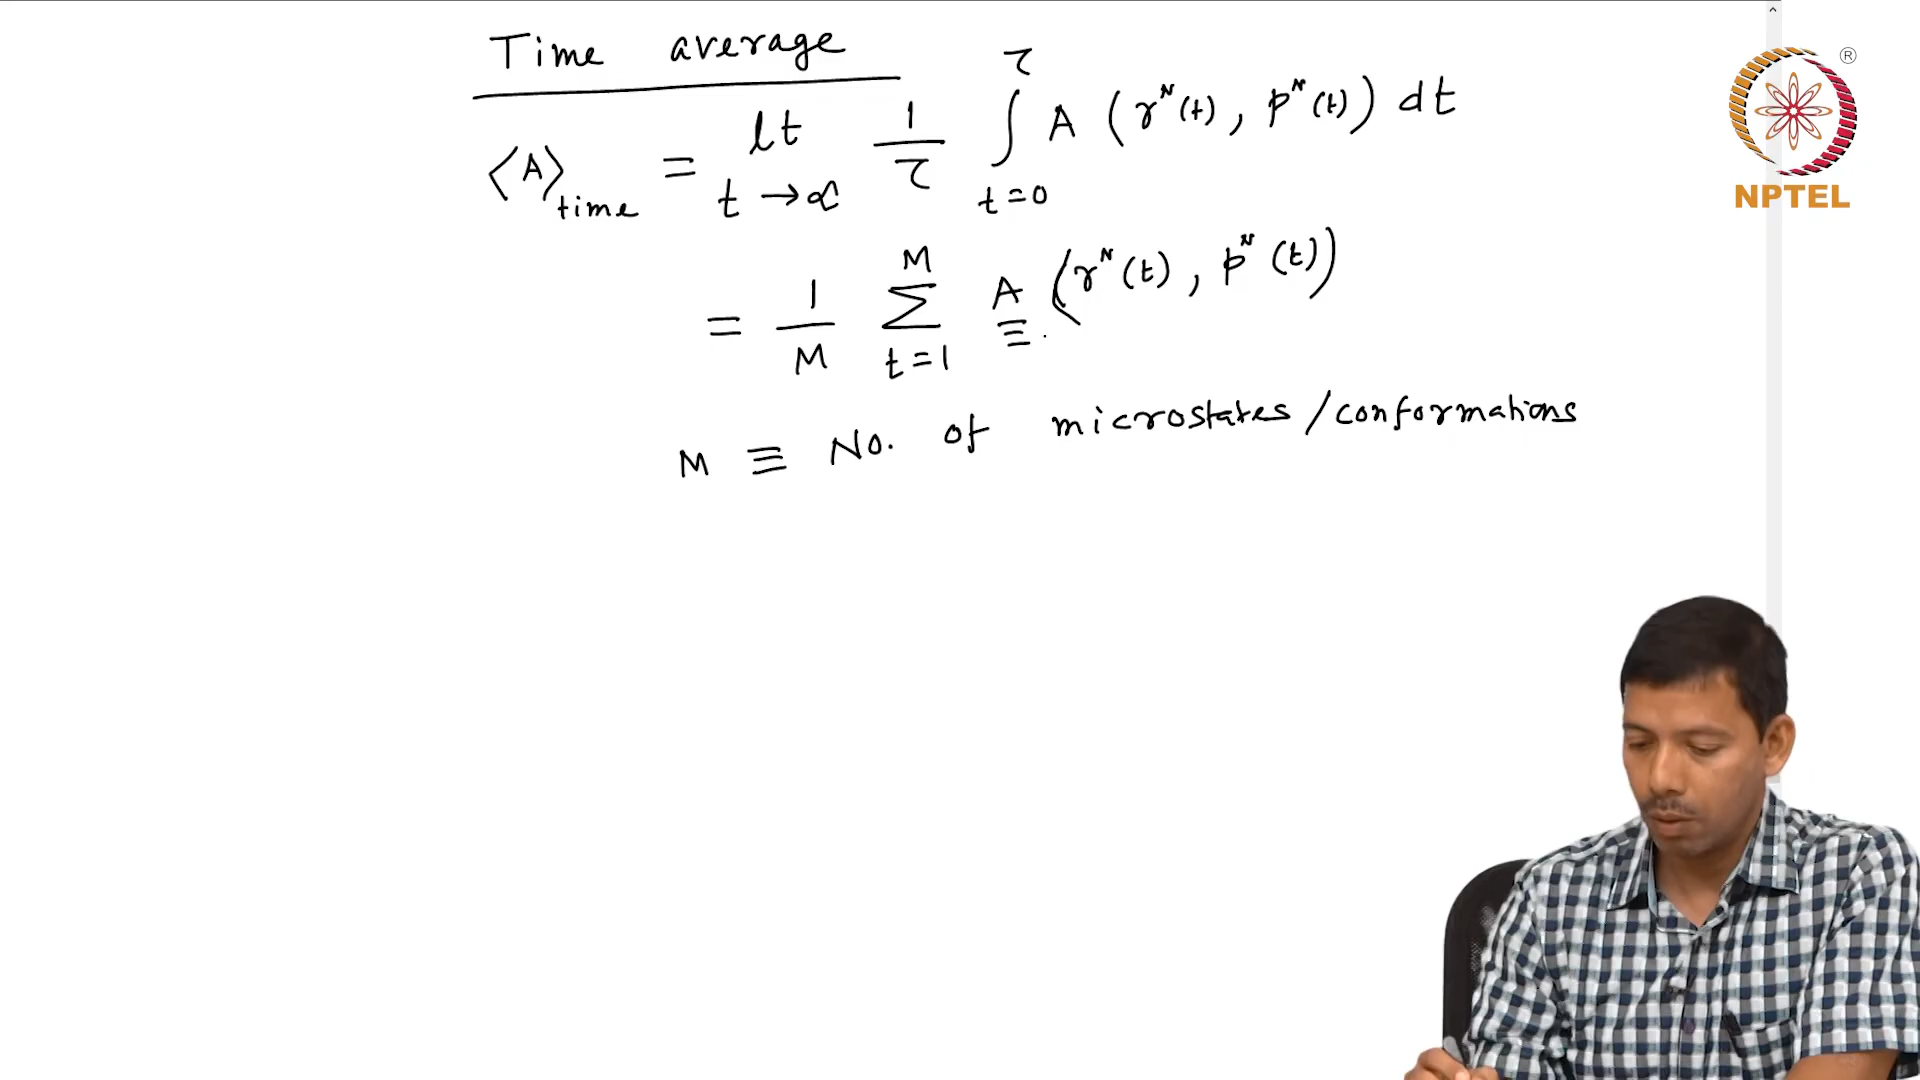 Time average
⟨A⟩time = lt t→∞ 1/τ ∫ t=0 τ A (r^N(t), p^N(t)) dt
= 1/M Σ t=1 M A (r^N(t), p^N(t))
M ≡ No. of microstates/conformations
®
NPTEL